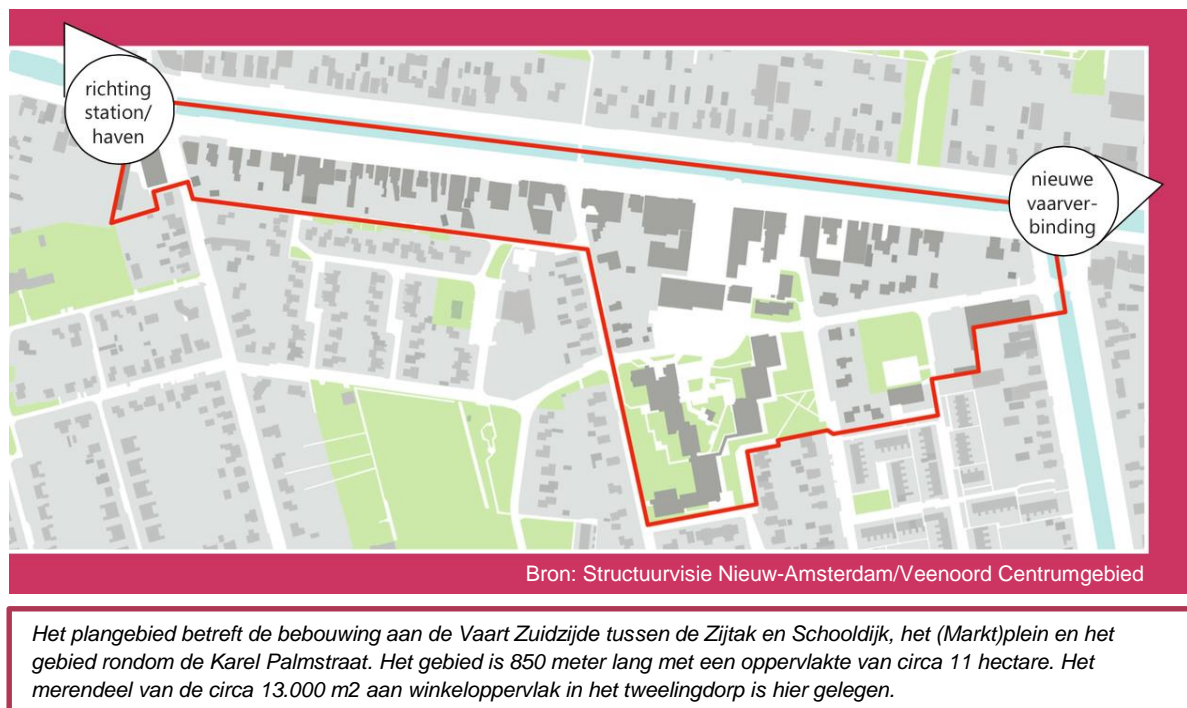 richting
station/
haven
nieuwe
vaarver-
binding
Bron: Structuurvisie Nieuw-Amsterdam/Veenoord Centrumgebied
Het plangebied betreft de bebouwing aan de Vaart Zuidzijde tussen de Zijtak en Schooldijk, het (Markt)plein en het
gebied rondom de Karel Palmstraat. Het gebied is 850 meter lang met een oppervlakte van circa 11 hectare. Het
merendeel van de circa 13.000 m2 aan winkeloppervlak in het tweelingdorp is hier gelegen.